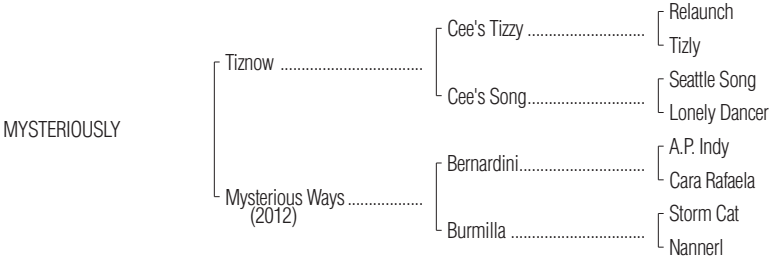 Relaunch
Cee's Tizzy ..........................
Tizly
Tiznow ................................
Seattle Song
Cee's Song..........................
Lonely Dancer
MYSTERIOUSLY
A.P. Indy
Bernardini............................
Cara Rafaela
Mysterious Ways .................
(2012)
Storm Cat
Burmilla ..............................
Nannerl